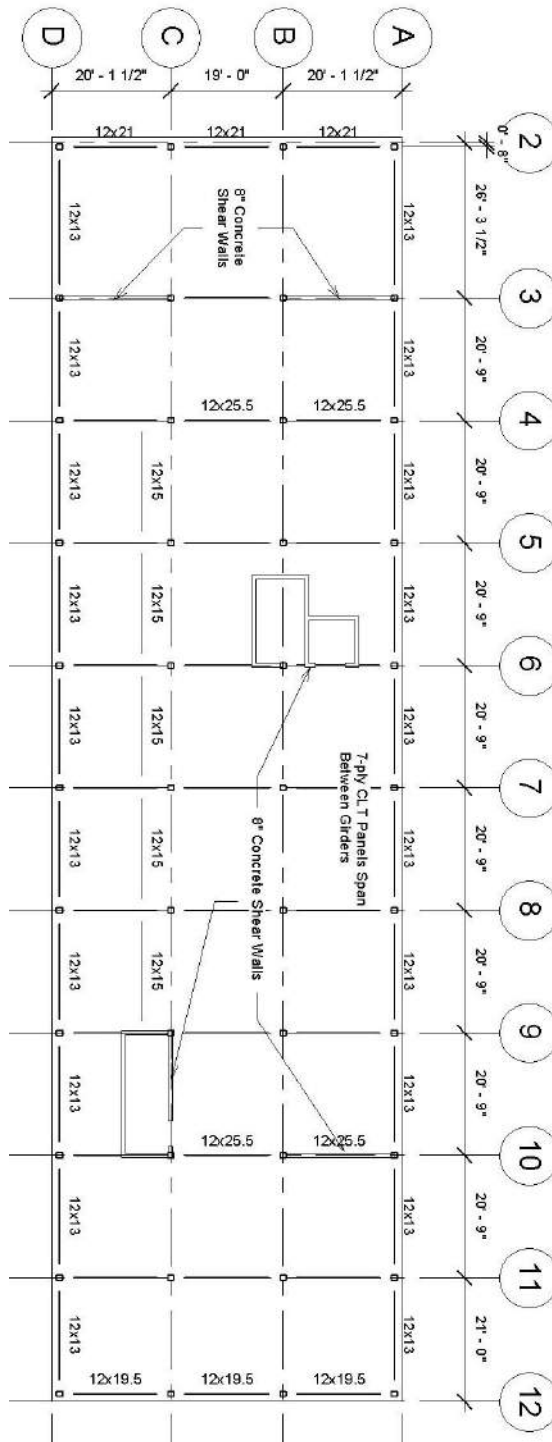 D
C
B
A
20' - 1 1/2"
19' - 0"
20' - 1 1/2"
2
3
4
5
6
7
8
9
10
11
12
0' - 8"
26' - 3 1/2"
20' - 9"
20' - 9"
20' - 9"
20' - 9"
20' - 9"
20' - 9"
20' - 9"
20' - 9"
21' - 0"
12x21
12x21
12x21
12x13
12x13
8" Concrete
Shear Walls
12x13
12x13
12x25.5
12x25.5
12x13
12x15
12x13
12x13
12x15
12x13
12x13
12x15
12x13
7-ply CLT Panels Span
Between Girders
12x13
12x15
12x13
8" Concrete Shear Walls
12x13
12x15
12x13
12x13
12x13
12x25.5
12x25.5
12x13
12x13
12x13
12x13
12x19.5
12x19.5
12x19.5